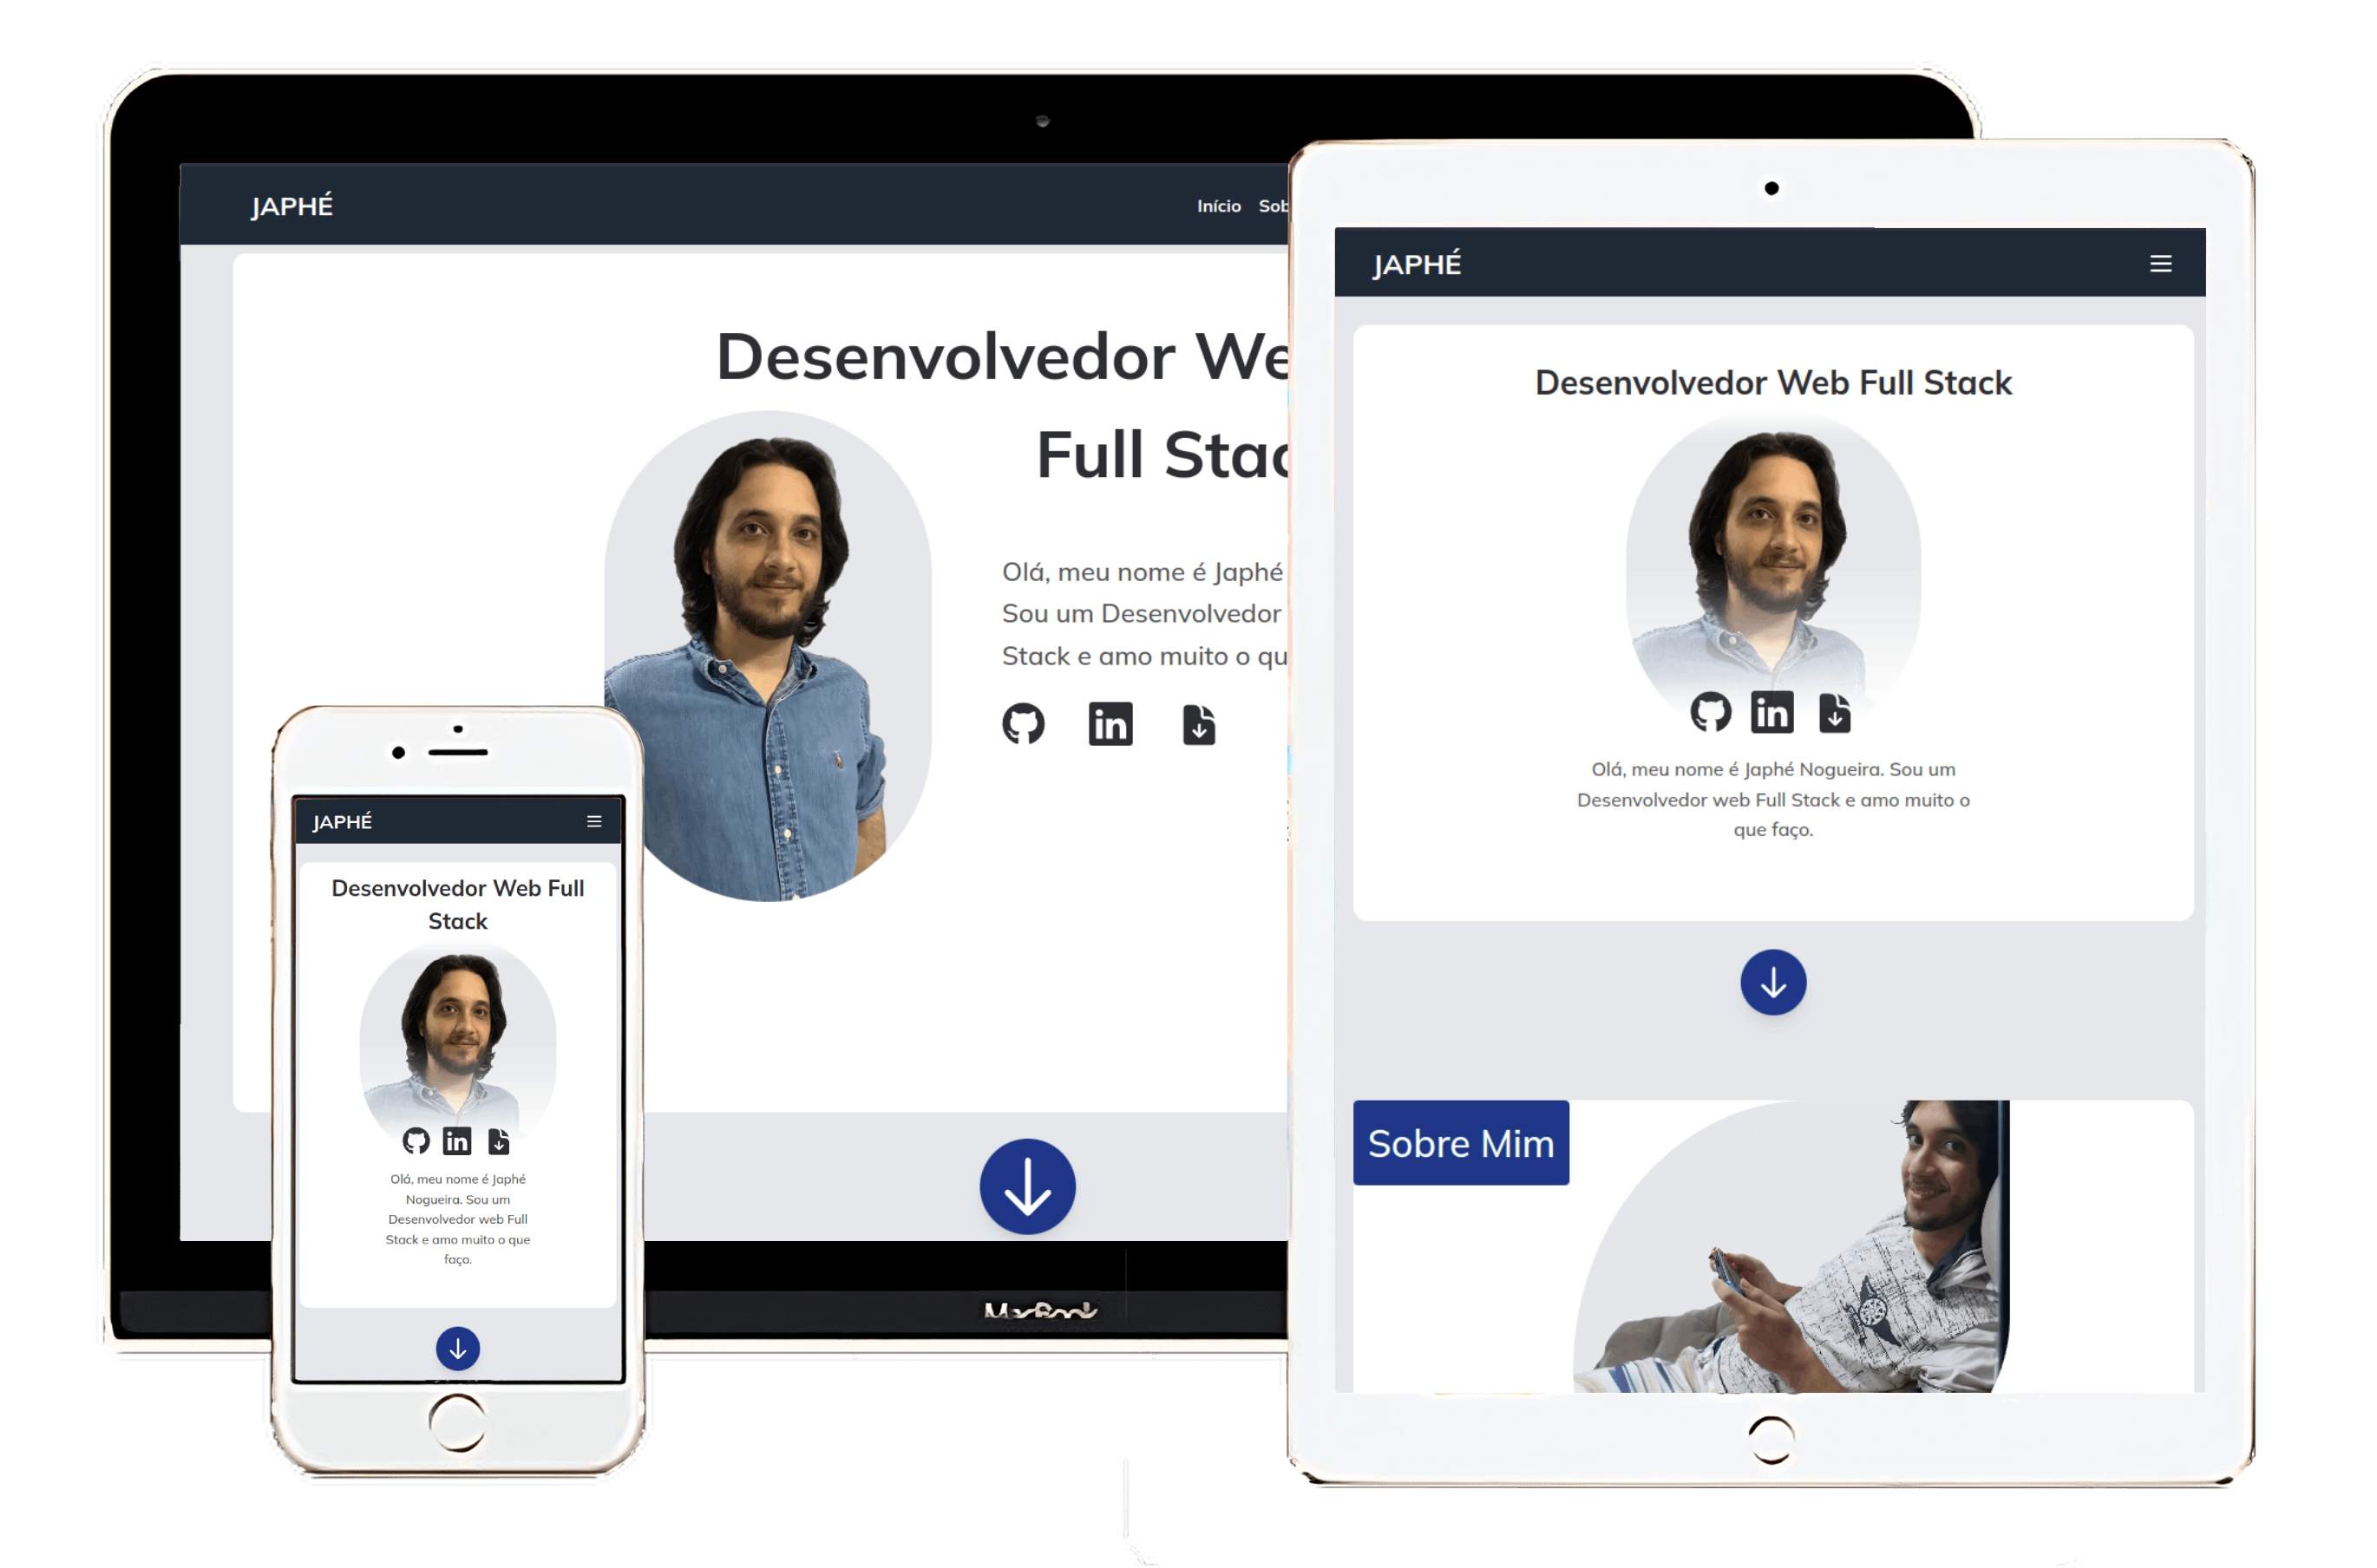 JAPHÉ
Início Sob
Desenvolvedor We
Full Stac
Olá, meu nome é Japhé
Sou um Desenvolvedor
Stack e amo muito o qu
in
MacBook
JAPHÉ
Desenvolvedor Web Full
Stack
in
Olá, meu nome é Japhé
Nogueira. Sou um
Desenvolvedor web Full
Stack e amo muito o que
faço.
JAPHÉ
Desenvolvedor Web Full Stack
in
Olá, meu nome é Japhé Nogueira. Sou um
Desenvolvedor web Full Stack e amo muito o
que faço.
Sobre Mim